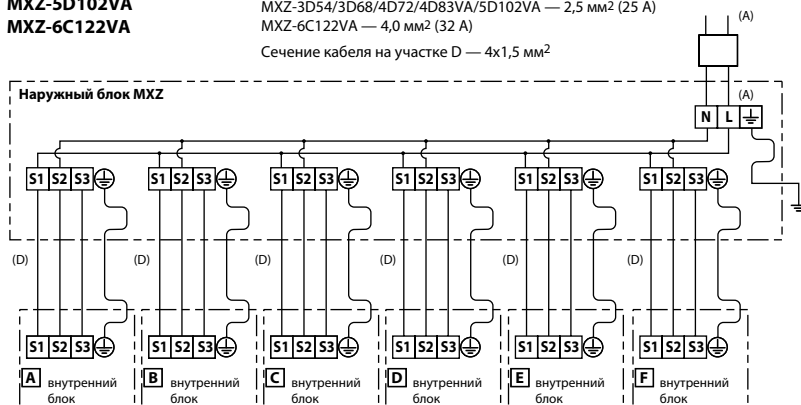 MXZ-5D102VA
MXZ-6C122VA
MXZ-3D54/3D68/4D72/4D83VA/5D102VA — 2,5 мм2 (25 А)
MXZ-6C122VA — 4,0 мм2 (32 А)
Сечение кабеля на участке D — 4x1,5 мм2
(A)
Наружный блок MXZ
(A)
N L
S1 S2 S3 S1 S2 S3 S1 S2 S3 S1 S2 S3 S1 S2 S3 S1 S2 S3
(D) (D) (D) (D) (D) (D)
S1 S2 S3 S1 S2 S3 S1 S2 S3 S1 S2 S3 S1 S2 S3 S1 S2 S3
A внутренний блок
B внутренний блок
C внутренний блок
D внутренний блок
E внутренний блок
F внутренний блок